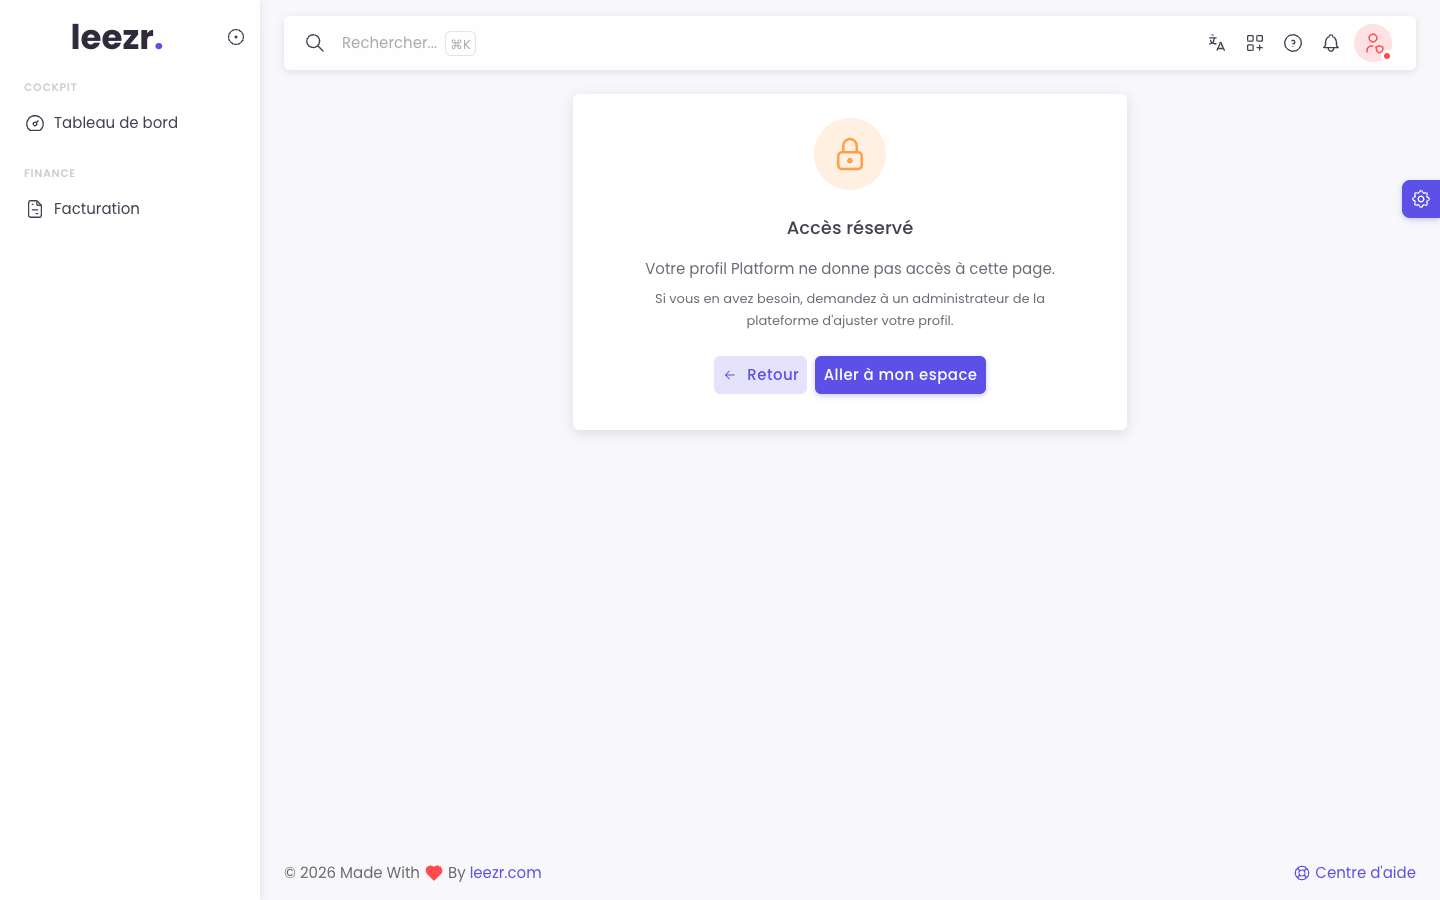 leezr.
COCKPIT
Tableau de bord
FINANCE
Facturation
Rechercher... ⌘K
Accès réservé
Votre profil Platform ne donne pas accès à cette page.
Si vous en avez besoin, demandez à un administrateur de la
plateforme d'ajuster votre profil.
Retour
Aller à mon espace
© 2026 Made With By leezr.com
Centre d'aide